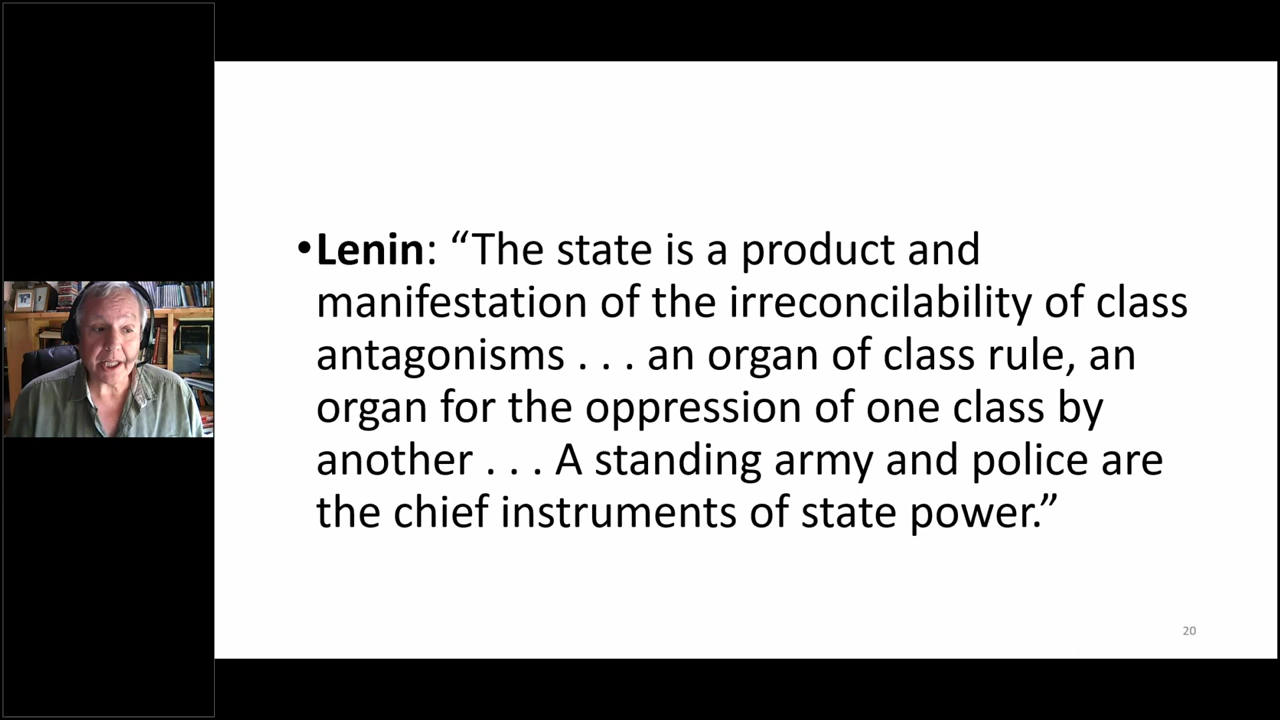 •Lenin: “The state is a product and
manifestation of the irreconcilability of class
antagonisms . . . an organ of class rule, an
organ for the oppression of one class by
another . . . A standing army and police are
the chief instruments of state power.”
20